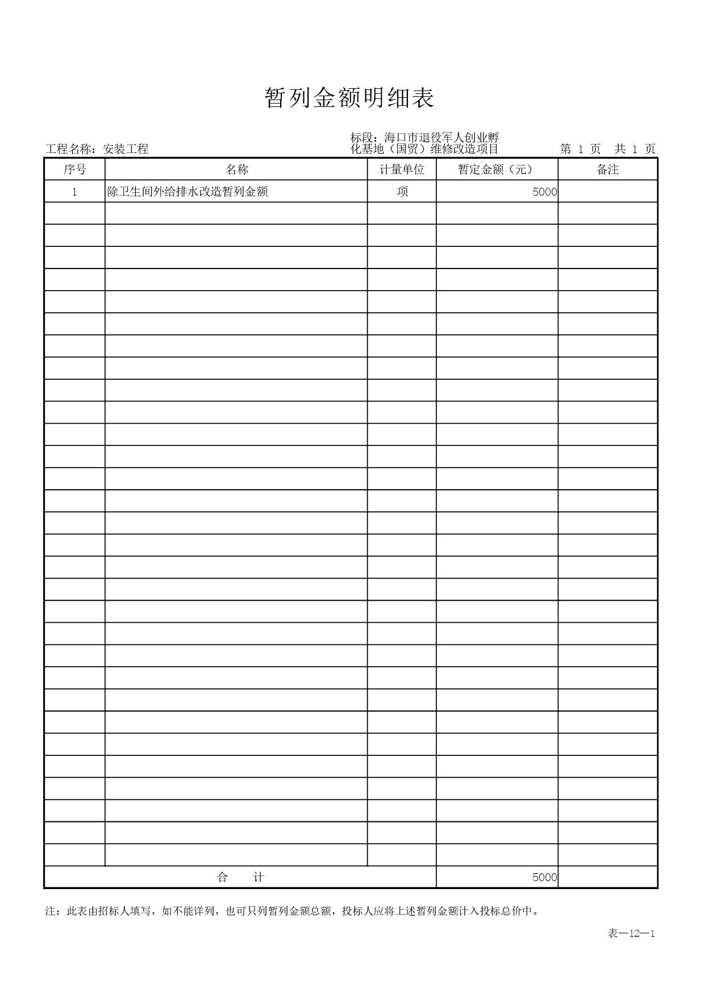 暂列金额明细表
标段：海口市退役军人创业孵
工程名称：安装工程 化基地（国贸）维修改造项目 第 1 页 共 1 页
序号 名称 计量单位 暂定金额（元） 备注
1 除卫生间外给排水改造暂列金额 项 5000
合 计 5000
注：此表由招标人填写，如不能详列，也可只列暂列金额总额，投标人应将上述暂列金额计入投标总价中。
表—12—1